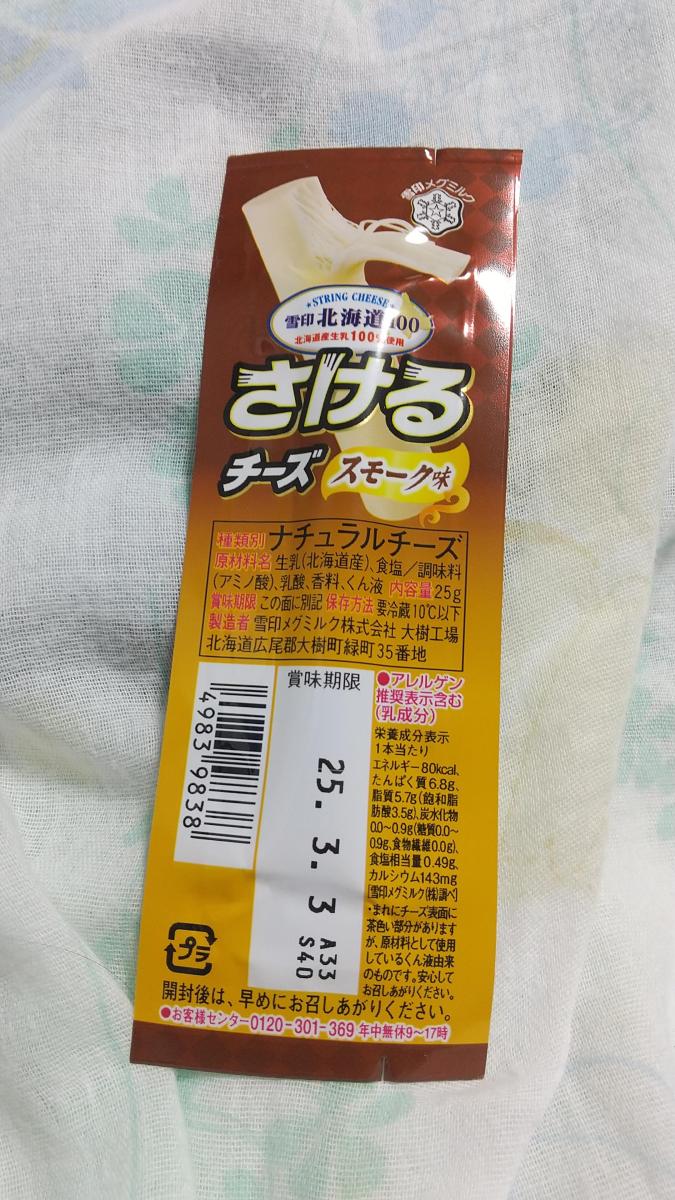 雪印メグミルク
STRING CHEESE
雪印 北海道100
北海道産生乳100%使用
さける
チーズ スモーク味
種類別 ナチュラルチーズ
原材料名 生乳(北海道産)、食塩/調味料
(アミノ酸)、乳酸、香料、くん液 内容量 25g
賞味期限 この面に別記 保存方法 要冷蔵10℃以下
製造者 雪印メグミルク株式会社 大樹工場
北海道広尾郡大樹町緑町35番地
4983 9838
賞味期限
25. 3. 3 A33
S40
●アレルゲン
推奨表示含む
(乳成分)
栄養成分表示
1本当たり
エネルギー80kcal、
たんぱく質6.8g、
脂質5.7g(飽和脂
肪酸3.5g)、炭水化物
0.0〜0.9g(糖質0.0〜
0.9g、食物繊維0.0g)、
食塩相当量0.49g、
カルシウム143mg
[雪印メグミルク(株)調べ]
・まれにチーズ表面に
茶色い部分があります
が、原材料として使用
しているくん液由来
のものです。安心して
お召しあがりください。
プラ
開封後は、早めにお召しあがりください。
●お客様センター0120-301-369 年中無休9〜17時